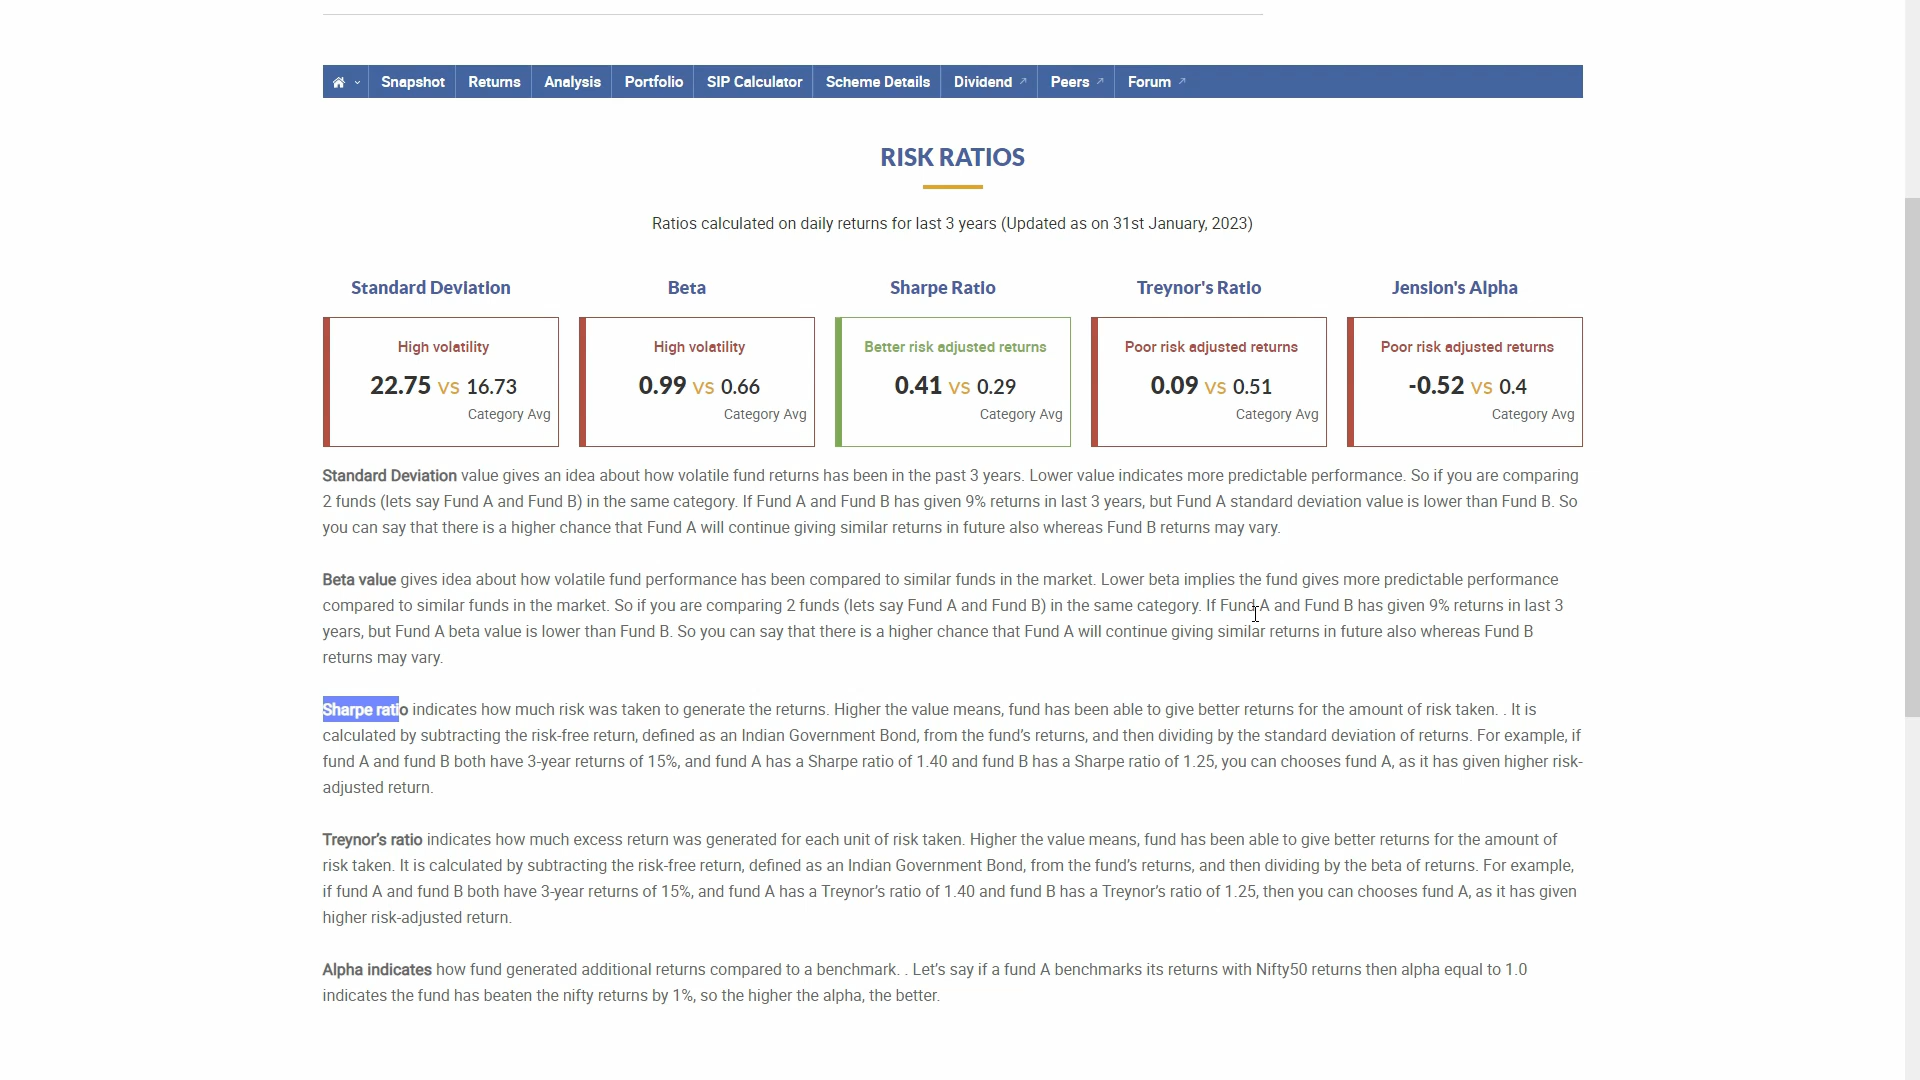 Snapshot Returns Analysis Portfolio SIP Calculator Scheme Details Dividend Peers Forum
RISK RATIOS
Ratios calculated on daily returns for last 3 years (Updated as on 31st January, 2023)
Standard Deviation
High volatility
22.75 vs 16.73
Category Avg
Beta
High volatility
0.99 vs 0.66
Category Avg
Sharpe Ratio
Better risk adjusted returns
0.41 vs 0.29
Category Avg
Treynor's Ratio
Poor risk adjusted returns
0.09 vs 0.51
Category Avg
Jension's Alpha
Poor risk adjusted returns
-0.52 vs 0.4
Category Avg
Standard Deviation value gives an idea about how volatile fund returns has been in the past 3 years. Lower value indicates more predictable performance. So if you are comparing
2 funds (lets say Fund A and Fund B) in the same category. If Fund A and Fund B has given 9% returns in last 3 years, but Fund A standard deviation value is lower than Fund B. So
you can say that there is a higher chance that Fund A will continue giving similar returns in future also whereas Fund B returns may vary.
Beta value gives idea about how volatile fund performance has been compared to similar funds in the market. Lower beta implies the fund gives more predictable performance
compared to similar funds in the market. So if you are comparing 2 funds (lets say Fund A and Fund B) in the same category. If Fund A and Fund B has given 9% returns in last 3
years, but Fund A beta value is lower than Fund B. So you can say that there is a higher chance that Fund A will continue giving similar returns in future also whereas Fund B
returns may vary.
Sharpe ratio indicates how much risk was taken to generate the returns. Higher the value means, fund has been able to give better returns for the amount of risk taken. . It is
calculated by subtracting the risk-free return, defined as an Indian Government Bond, from the fund’s returns, and then dividing by the standard deviation of returns. For example, if
fund A and fund B both have 3-year returns of 15%, and fund A has a Sharpe ratio of 1.40 and fund B has a Sharpe ratio of 1.25, you can chooses fund A, as it has given higher risk-
adjusted return.
Treynor’s ratio indicates how much excess return was generated for each unit of risk taken. Higher the value means, fund has been able to give better returns for the amount of
risk taken. It is calculated by subtracting the risk-free return, defined as an Indian Government Bond, from the fund’s returns, and then dividing by the beta of returns. For example,
if fund A and fund B both have 3-year returns of 15%, and fund A has a Treynor’s ratio of 1.40 and fund B has a Treynor’s ratio of 1.25, then you can chooses fund A, as it has given
higher risk-adjusted return.
Alpha indicates how fund generated additional returns compared to a benchmark. . Let’s say if a fund A benchmarks its returns with Nifty50 returns then alpha equal to 1.0
indicates the fund has beaten the nifty returns by 1%, so the higher the alpha, the better.